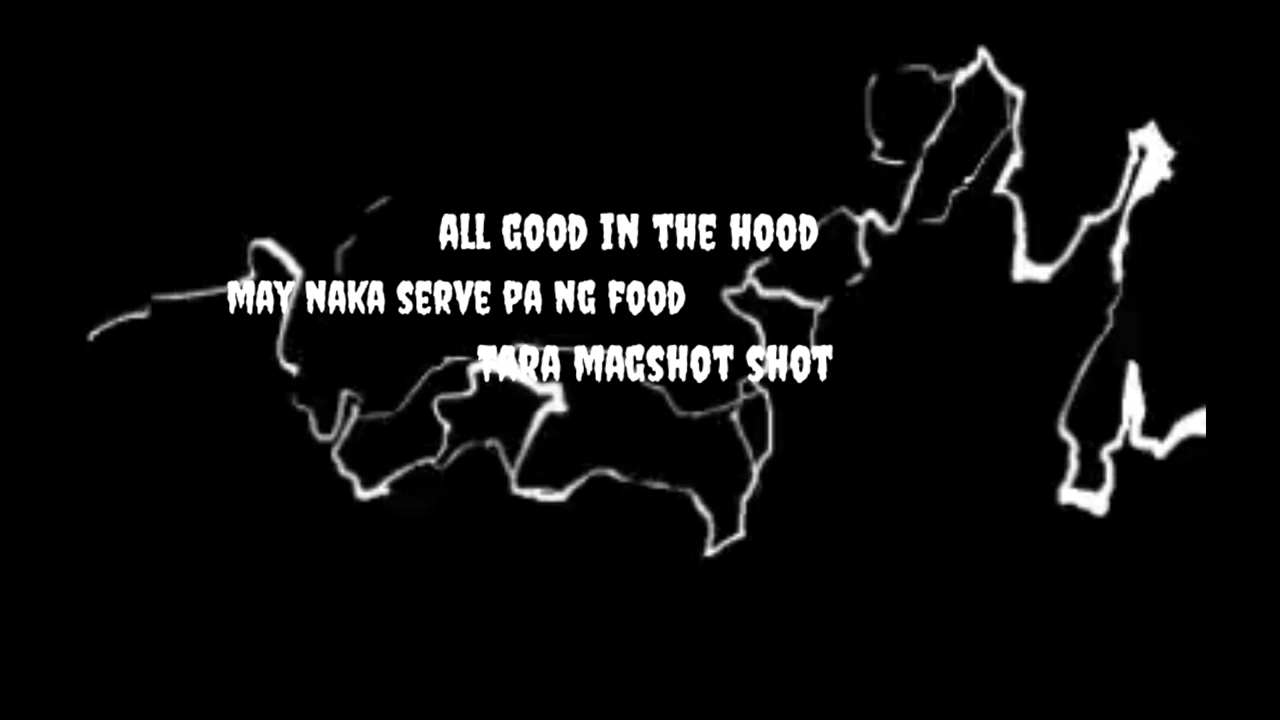 ALL GOOD IN THE HOOD
MAY NAKA SERVE PA NG FOOD
TARA MAGSHOT SHOT